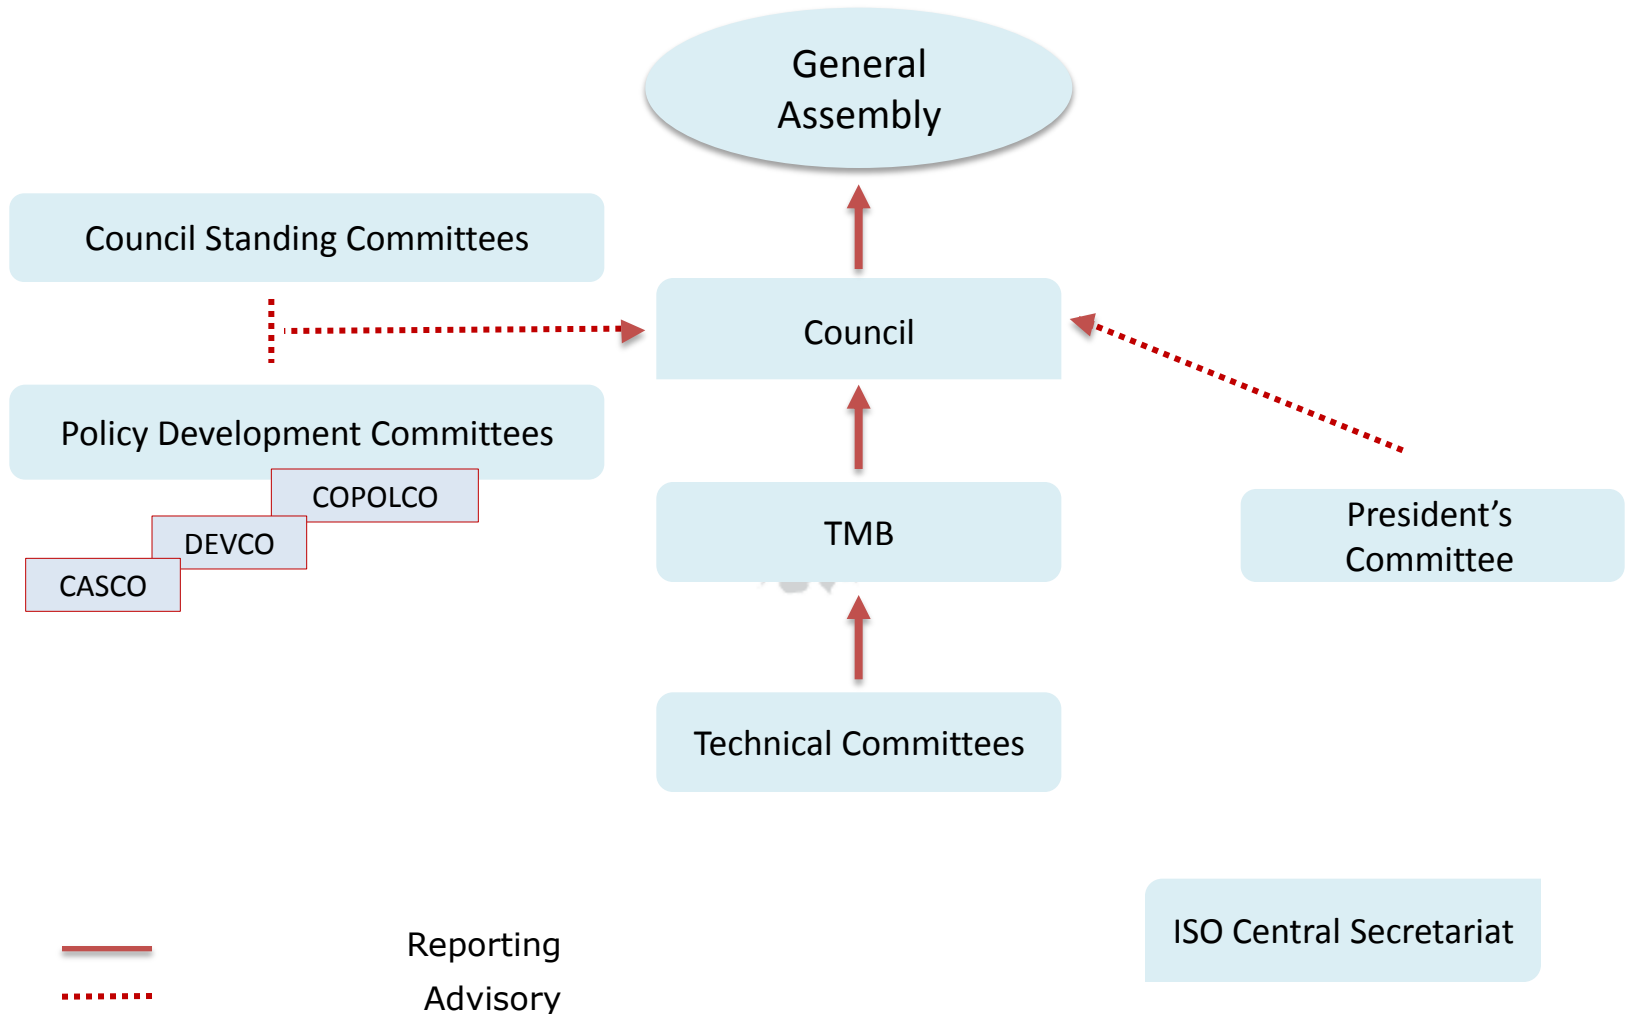 General
Assembly
Council Standing Committees
Council
Policy Development Committees
COPOLCO
DEVCO
CASCO
TMB
President’s
Committee
Technical Committees
ISO Central Secretariat
Reporting
Advisory